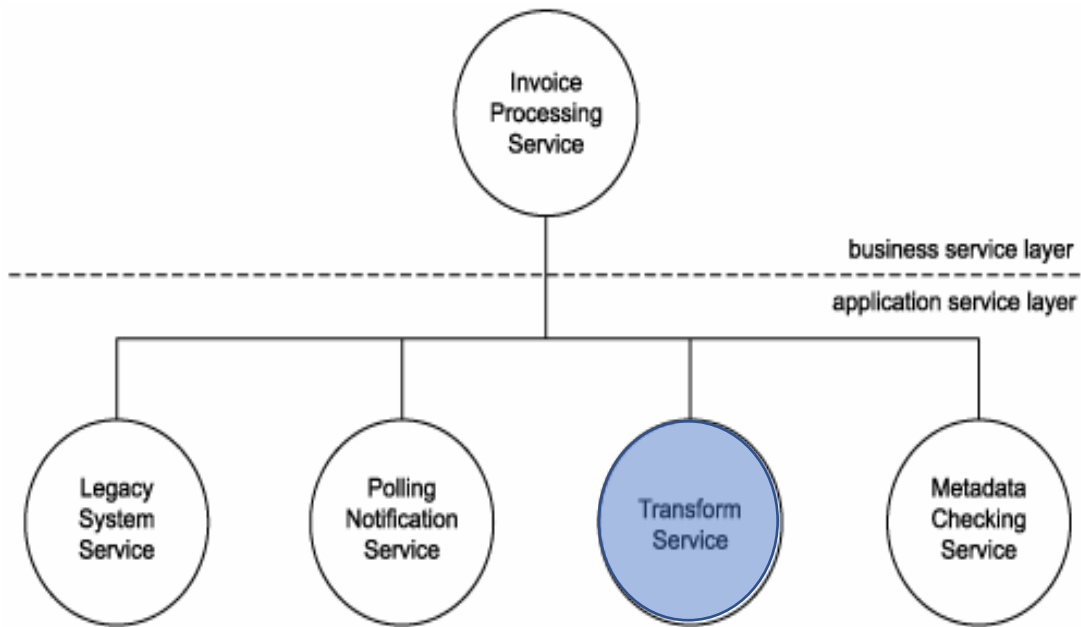 Invoice
Processing
Service
business service layer
application service layer
Legacy
System
Service
Polling
Notification
Service
Transform
Service
Metadata
Checking
Service